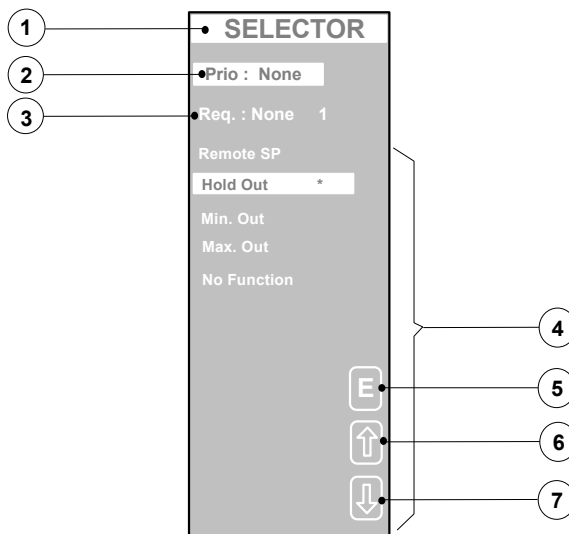 1
SELECTOR
2
Prio : None
3
Req. : None 1
Remote SP
Hold Out *
Min. Out
Max. Out
No Function
4
E
5
6
7